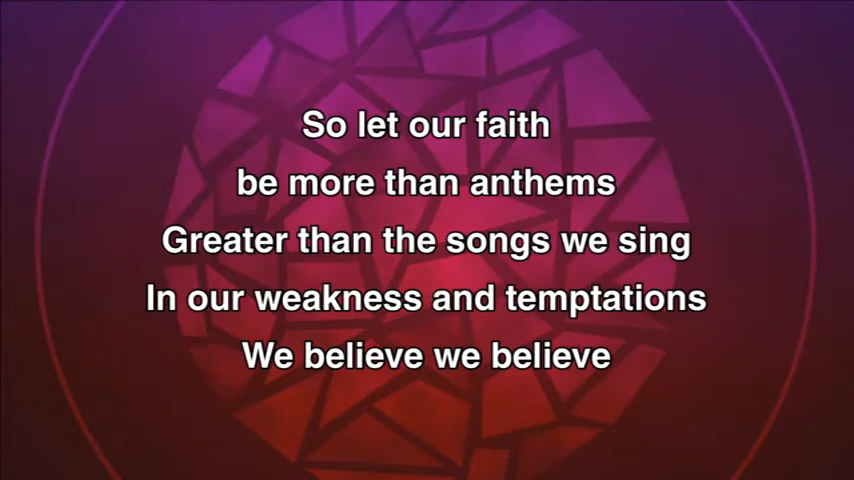 So let our faith
be more than anthems
Greater than the songs we sing
In our weakness and temptations
We believe we believe